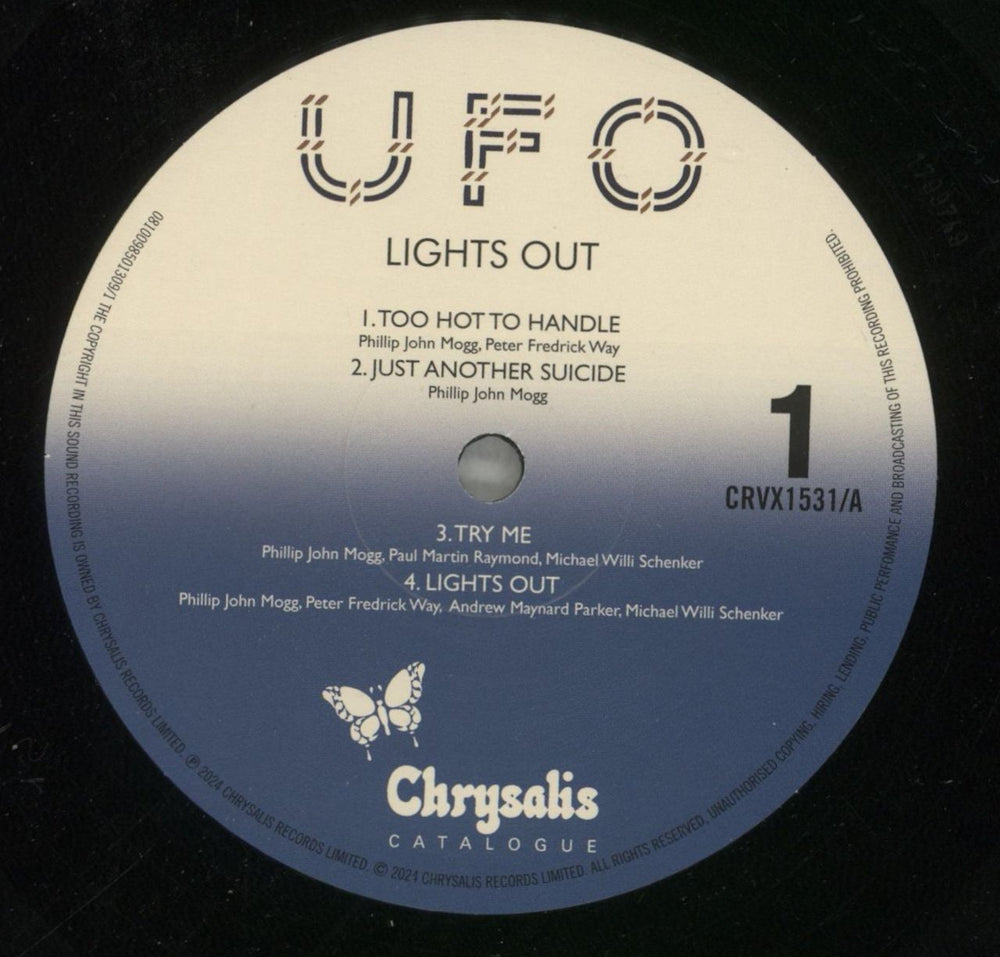 UFO
LIGHTS OUT
1. TOO HOT TO HANDLE
Phillip John Mogg, Peter Fredrick Way
2. JUST ANOTHER SUICIDE
Phillip John Mogg
1
CRVX1531/A
3. TRY ME
Phillip John Mogg, Paul Martin Raymond, Michael Willi Schenker
4. LIGHTS OUT
Phillip John Mogg, Peter Fredrick Way, Andrew Maynard Parker, Michael Willi Schenker
Chrysalis
CATALOGUE
0810098501309/1 THE COPYRIGHT IN THIS SOUND RECORDING IS OWNED BY CHRYSALIS RECORDS LIMITED. ℗ 2024 CHRYSALIS RECORDS LIMITED. © 2024 CHRYSALIS RECORDS LIMITED. ALL RIGHTS RESERVED, UNAUTHORISED COPYING, HIRING, LENDING, PUBLIC PERFOMANCE AND BROADCASTING OF THIS RECORDING PROHIBITED.